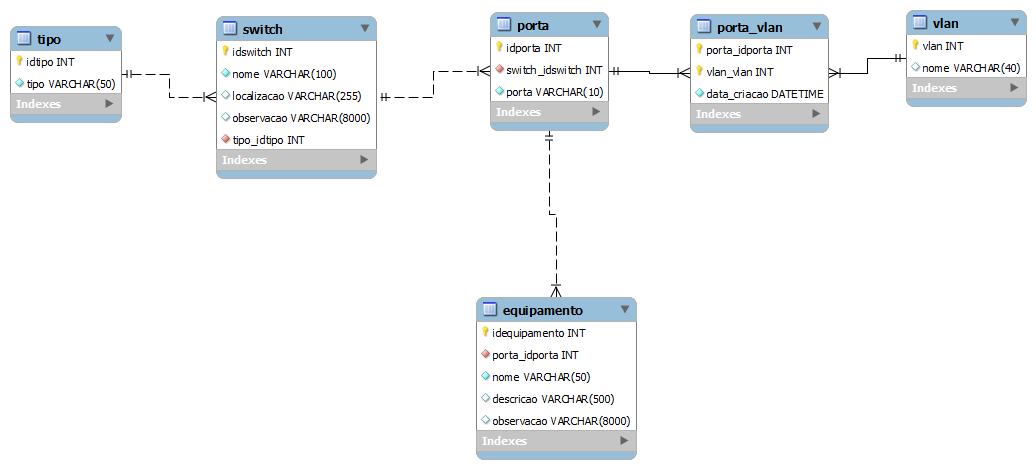 tipo
idtipo INT
tipo VARCHAR(50)
Indexes
switch
idswitch INT
nome VARCHAR(100)
localizacao VARCHAR(255)
observacao VARCHAR(8000)
tipo_idtipo INT
Indexes
porta
idporta INT
switch_idswitch INT
porta VARCHAR(10)
Indexes
porta_vlan
porta_idporta INT
vlan_vlan INT
data_criacao DATETIME
Indexes
vlan
vlan INT
nome VARCHAR(40)
Indexes
equipamento
idequipamento INT
porta_idporta INT
nome VARCHAR(50)
descricao VARCHAR(500)
observacao VARCHAR(8000)
Indexes